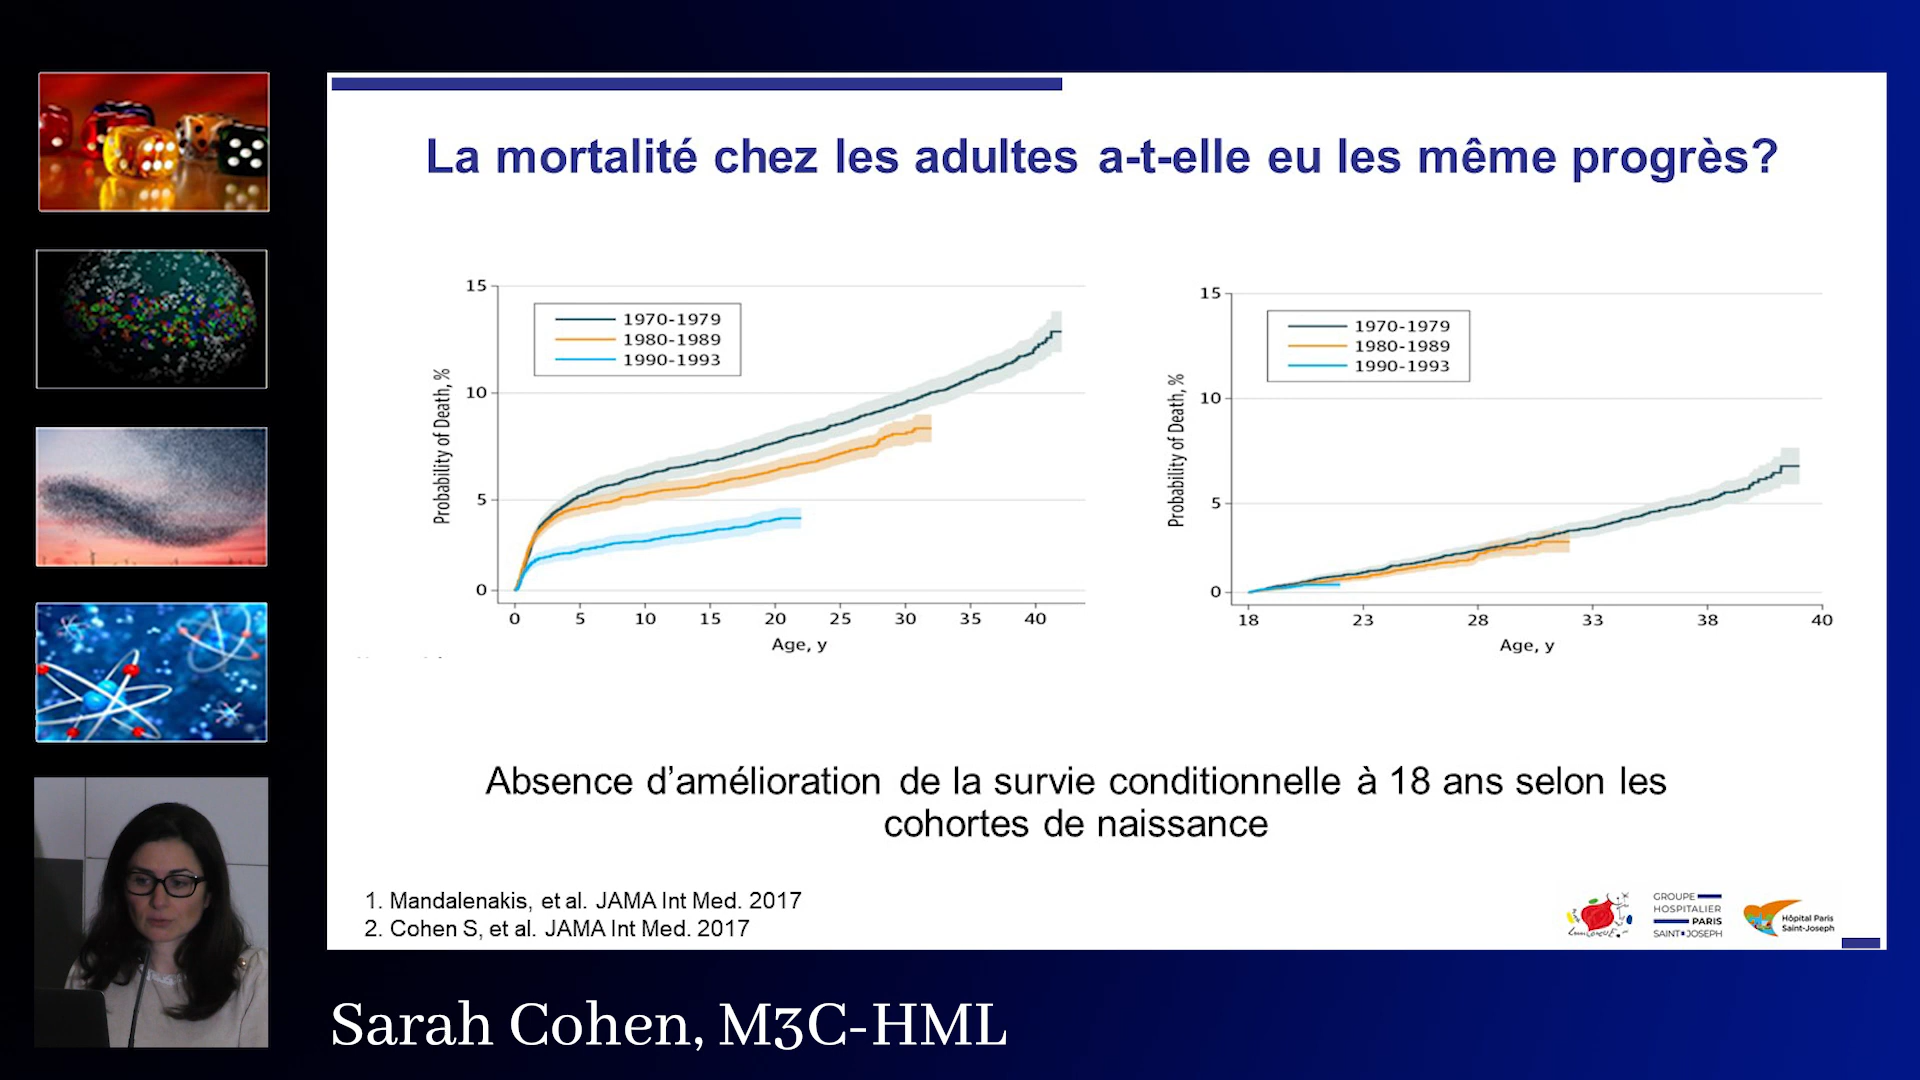 La mortalité chez les adultes a-t-elle eu les même progrès?
15
10
5
0
Probability of Death, %
1970-1979
1980-1989
1990-1993
0 5 10 15 20 25 30 35 40
Age, y
15
10
5
0
Probability of Death, %
1970-1979
1980-1989
1990-1993
18 23 28 33 38 40
Age, y
Absence d’amélioration de la survie conditionnelle à 18 ans selon les
cohortes de naissance
1. Mandalenakis, et al. JAMA Int Med. 2017
2. Cohen S, et al. JAMA Int Med. 2017
GROUPE
HOSPITALIER
PARIS
SAINT JOSEPH
Hôpital Paris
Saint-Joseph
Sarah Cohen, M3C-HML